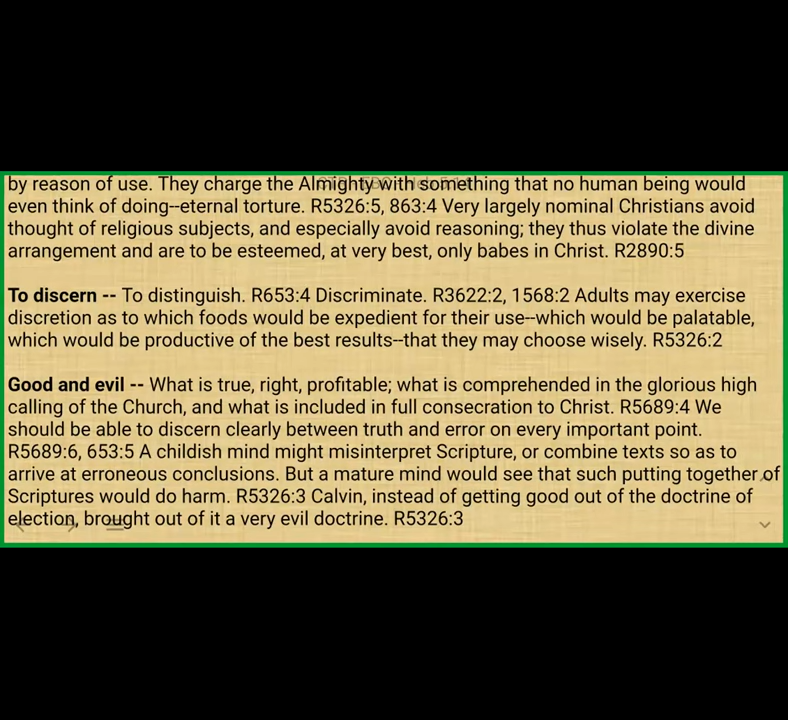 by reason of use. They charge the Almighty with something that no human being would
even think of doing--eternal torture. R5326:5, 863:4 Very largely nominal Christians avoid
thought of religious subjects, and especially avoid reasoning; they thus violate the divine
arrangement and are to be esteemed, at very best, only babes in Christ. R2890:5
To discern -- To distinguish. R653:4 Discriminate. R3622:2, 1568:2 Adults may exercise
discretion as to which foods would be expedient for their use--which would be palatable,
which would be productive of the best results--that they may choose wisely. R5326:2
Good and evil -- What is true, right, profitable; what is comprehended in the glorious high
calling of the Church, and what is included in full consecration to Christ. R5689:4 We
should be able to discern clearly between truth and error on every important point.
R5689:6, 653:5 A childish mind might misinterpret Scripture, or combine texts so as to
arrive at erroneous conclusions. But a mature mind would see that such putting together of
Scriptures would do harm. R5326:3 Calvin, instead of getting good out of the doctrine of
election, brought out of it a very evil doctrine. R5326:3